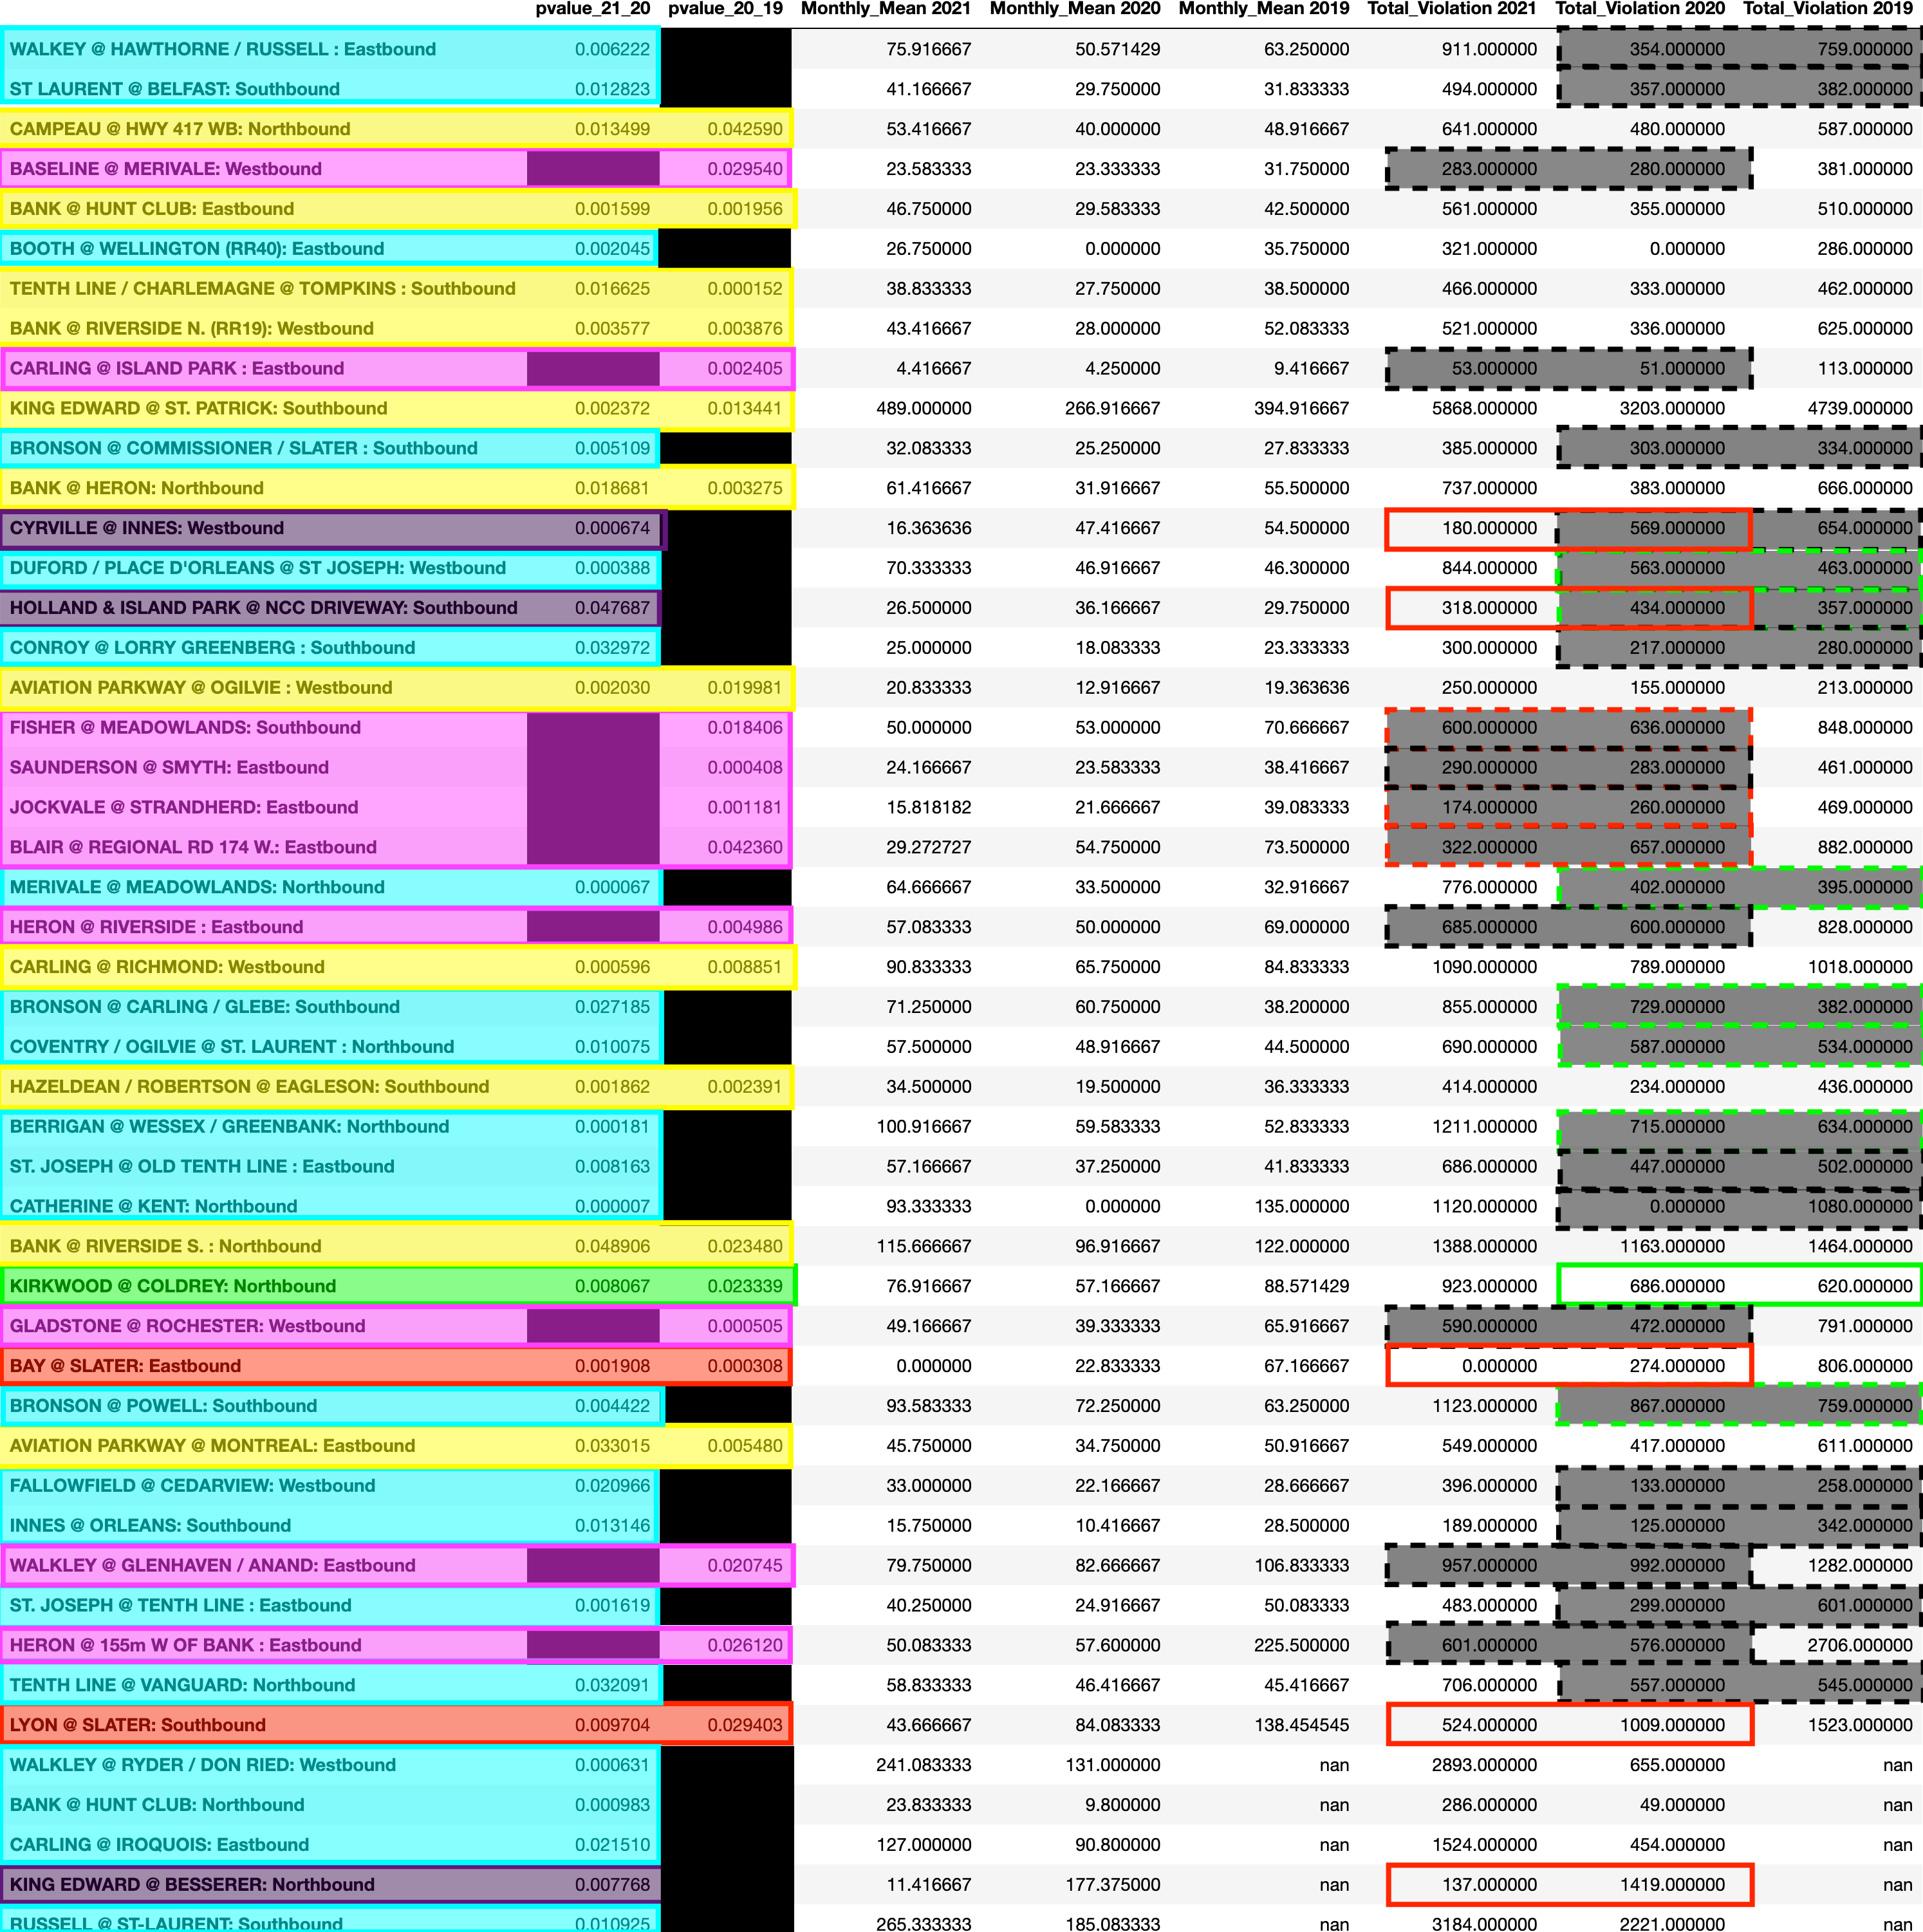 pvalue_21_20 pvalue_20_19 Monthly_Mean 2021 Monthly_Mean 2020 Monthly_Mean 2019 Total_Violation 2021 Total_Violation 2020 Total_Violation 2019
WALKEY @ HAWTHORNE / RUSSELL : Eastbound 0.006222 75.916667 50.571429 63.250000 911.000000 354.000000 759.000000
ST LAURENT @ BELFAST: Southbound 0.012823 41.166667 29.750000 31.833333 494.000000 357.000000 382.000000
CAMPEAU @ HWY 417 WB: Northbound 0.013499 0.042590 53.416667 40.000000 48.916667 641.000000 480.000000 587.000000
BASELINE @ MERIVALE: Westbound 0.029540 23.583333 23.333333 31.750000 283.000000 280.000000 381.000000
BANK @ HUNT CLUB: Eastbound 0.001599 0.001956 46.750000 29.583333 42.500000 561.000000 355.000000 510.000000
BOOTH @ WELLINGTON (RR40): Eastbound 0.002045 26.750000 0.000000 35.750000 321.000000 0.000000 286.000000
TENTH LINE / CHARLEMAGNE @ TOMPKINS : Southbound 0.016625 0.000152 38.833333 27.750000 38.500000 466.000000 333.000000 462.000000
BANK @ RIVERSIDE N. (RR19): Westbound 0.003577 0.003876 43.416667 28.000000 52.083333 521.000000 336.000000 625.000000
CARLING @ ISLAND PARK : Eastbound 0.002405 4.416667 4.250000 9.416667 53.000000 51.000000 113.000000
KING EDWARD @ ST. PATRICK: Southbound 0.002372 0.013441 489.000000 266.916667 394.916667 5868.000000 3203.000000 4739.000000
BRONSON @ COMMISSIONER / SLATER : Southbound 0.005109 32.083333 25.250000 27.833333 385.000000 303.000000 334.000000
BANK @ HERON: Northbound 0.018681 0.003275 61.416667 31.916667 55.500000 737.000000 383.000000 666.000000
CYRVILLE @ INNES: Westbound 0.000674 16.363636 47.416667 54.500000 180.000000 569.000000 654.000000
DUFORD / PLACE D'ORLEANS @ ST JOSEPH: Westbound 0.000388 70.333333 46.916667 46.300000 844.000000 563.000000 463.000000
HOLLAND & ISLAND PARK @ NCC DRIVEWAY: Southbound 0.047687 26.500000 36.166667 29.750000 318.000000 434.000000 357.000000
CONROY @ LORRY GREENBERG : Southbound 0.032972 25.000000 18.083333 23.333333 300.000000 217.000000 280.000000
AVIATION PARKWAY @ OGILVIE : Westbound 0.002030 0.019981 20.833333 12.916667 19.363636 250.000000 155.000000 213.000000
FISHER @ MEADOWLANDS: Southbound 0.018406 50.000000 53.000000 70.666667 600.000000 636.000000 848.000000
SAUNDERSON @ SMYTH: Eastbound 0.000408 24.166667 23.583333 38.416667 290.000000 283.000000 461.000000
JOCKVALE @ STRANDHERD: Eastbound 0.001181 15.818182 21.666667 39.083333 174.000000 260.000000 469.000000
BLAIR @ REGIONAL RD 174 W.: Eastbound 0.042360 29.272727 54.750000 73.500000 322.000000 657.000000 882.000000
MERIVALE @ MEADOWLANDS: Northbound 0.000067 64.666667 33.500000 32.916667 776.000000 402.000000 395.000000
HERON @ RIVERSIDE : Eastbound 0.004986 57.083333 50.000000 69.000000 685.000000 600.000000 828.000000
CARLING @ RICHMOND: Westbound 0.000596 0.008851 90.833333 65.750000 84.833333 1090.000000 789.000000 1018.000000
BRONSON @ CARLING / GLEBE: Southbound 0.027185 71.250000 60.750000 38.200000 855.000000 729.000000 382.000000
COVENTRY / OGILVIE @ ST. LAURENT : Northbound 0.010075 57.500000 48.916667 44.500000 690.000000 587.000000 534.000000
HAZELDEAN / ROBERTSON @ EAGLESON: Southbound 0.001862 0.002391 34.500000 19.500000 36.333333 414.000000 234.000000 436.000000
BERRIGAN @ WESSEX / GREENBANK: Northbound 0.000181 100.916667 59.583333 52.833333 1211.000000 715.000000 634.000000
ST. JOSEPH @ OLD TENTH LINE : Eastbound 0.008163 57.166667 37.250000 41.833333 686.000000 447.000000 502.000000
CATHERINE @ KENT: Northbound 0.000007 93.333333 0.000000 135.000000 1120.000000 0.000000 1080.000000
BANK @ RIVERSIDE S. : Northbound 0.048906 0.023480 115.666667 96.916667 122.000000 1388.000000 1163.000000 1464.000000
KIRKWOOD @ COLDREY: Northbound 0.008067 0.023339 76.916667 57.166667 88.571429 923.000000 686.000000 620.000000
GLADSTONE @ ROCHESTER: Westbound 0.000505 49.166667 39.333333 65.916667 590.000000 472.000000 791.000000
BAY @ SLATER: Eastbound 0.001908 0.000308 0.000000 22.833333 67.166667 0.000000 274.000000 806.000000
BRONSON @ POWELL: Southbound 0.004422 93.583333 72.250000 63.250000 1123.000000 867.000000 759.000000
AVIATION PARKWAY @ MONTREAL: Eastbound 0.033015 0.005480 45.750000 34.750000 50.916667 549.000000 417.000000 611.000000
FALLOWFIELD @ CEDARVIEW: Westbound 0.020966 33.000000 22.166667 28.666667 396.000000 133.000000 258.000000
INNES @ ORLEANS: Southbound 0.013146 15.750000 10.416667 28.500000 189.000000 125.000000 342.000000
WALKLEY @ GLENHAVEN / ANAND: Eastbound 0.020745 79.750000 82.666667 106.833333 957.000000 992.000000 1282.000000
ST. JOSEPH @ TENTH LINE : Eastbound 0.001619 40.250000 24.916667 50.083333 483.000000 299.000000 601.000000
HERON @ 155m W OF BANK : Eastbound 0.026120 50.083333 57.600000 225.500000 601.000000 576.000000 2706.000000
TENTH LINE @ VANGUARD: Northbound 0.032091 58.833333 46.416667 45.416667 706.000000 557.000000 545.000000
LYON @ SLATER: Southbound 0.009704 0.029403 43.666667 84.083333 138.454545 524.000000 1009.000000 1523.000000
WALKLEY @ RYDER / DON RIED: Westbound 0.000631 241.083333 131.000000 nan 2893.000000 655.000000 nan
BANK @ HUNT CLUB: Northbound 0.000983 23.833333 9.800000 nan 286.000000 49.000000 nan
CARLING @ IROQUOIS: Eastbound 0.021510 127.000000 90.800000 nan 1524.000000 454.000000 nan
KING EDWARD @ BESSERER: Northbound 0.007768 11.416667 177.375000 nan 137.000000 1419.000000 nan
RUSSELL @ ST-LAURENT: Southbound 0.010925 265.333333 185.083333 nan 3184.000000 2221.000000 nan